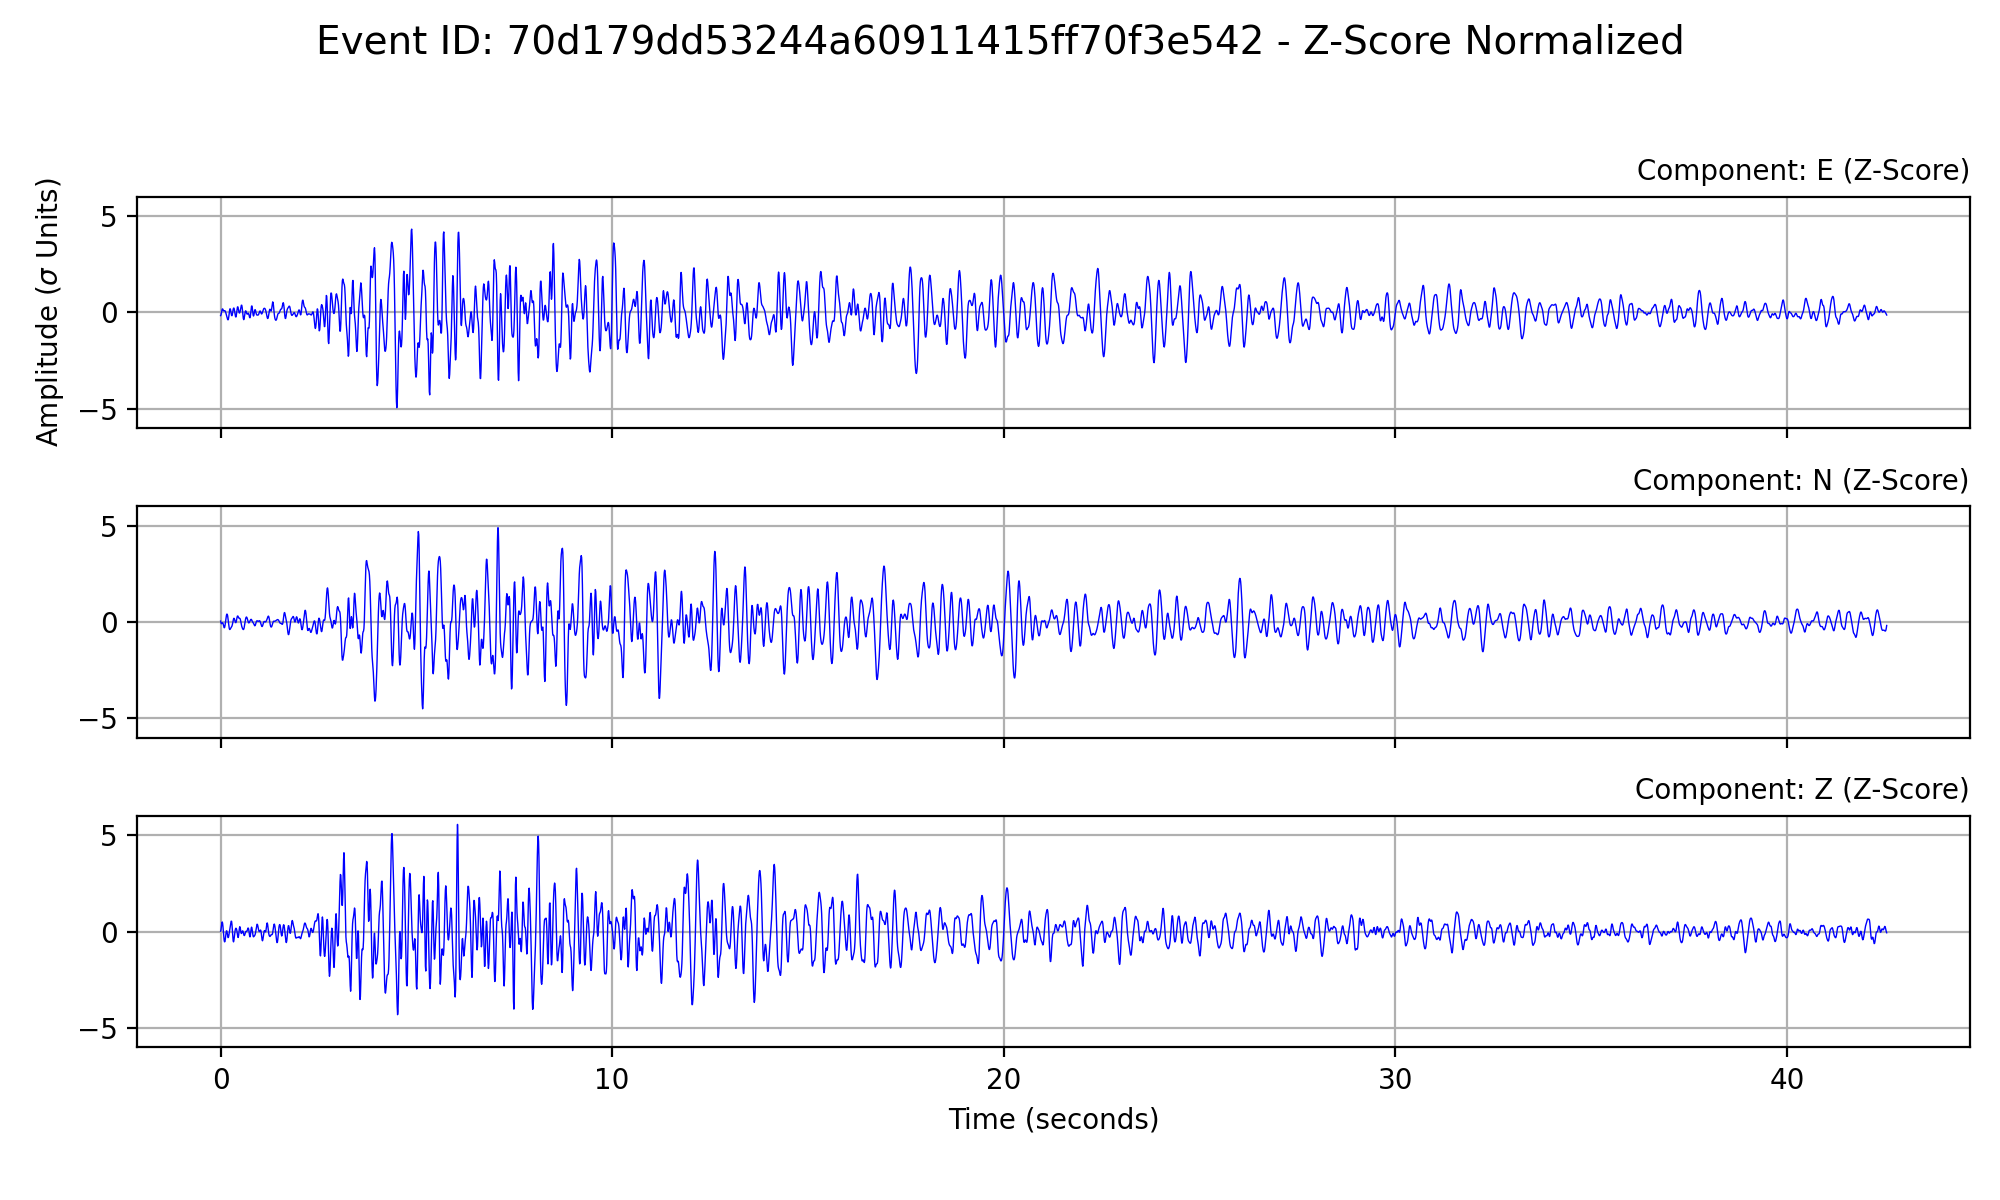 Event ID: 70d179dd53244a60911415ff70f3e542 - Z-Score Normalized
Component: E (Z-Score)
Amplitude (σ Units)
5
0
−5
Component: N (Z-Score)
5
0
−5
Component: Z (Z-Score)
5
0
−5
0 10 20 30 40
Time (seconds)